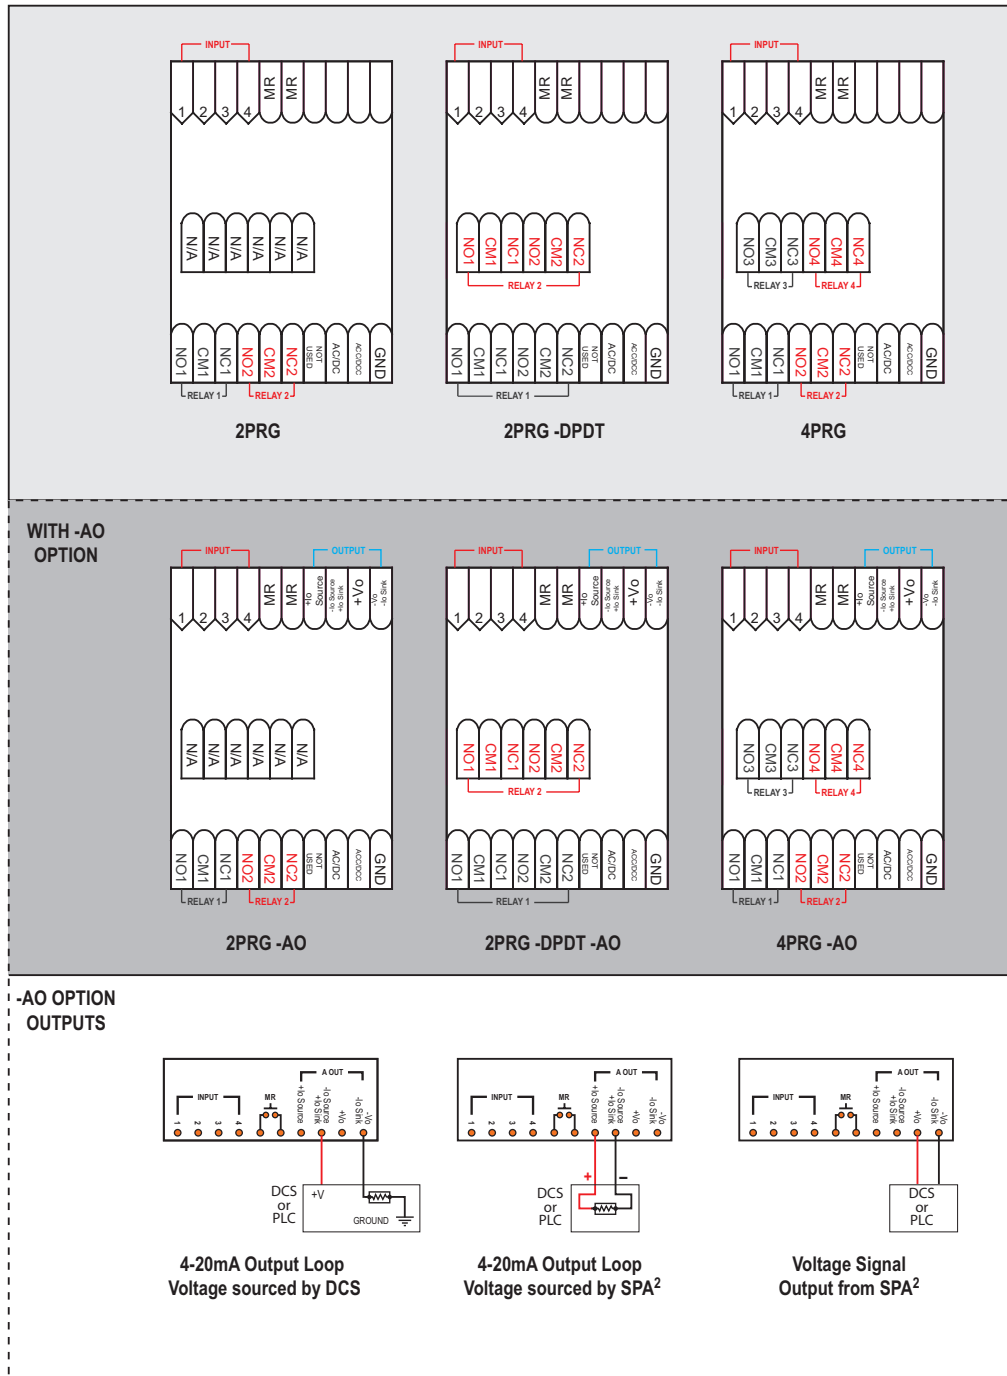 INPUT
1 2 3 4 MR MR
N/A N/A N/A N/A N/A N/A
NO1 CM1 NC1 NO2 CM2 NC2 NOT USED AC/DC ACC/DCC GND
RELAY 1 RELAY 2
2PRG
INPUT
1 2 3 4 MR MR
NO1 CM1 NC1 NO2 CM2 NC2
RELAY 2
NO1 CM1 NC1 NO2 CM2 NC2 NOT USED AC/DC ACC/DCC GND
RELAY 1
2PRG -DPDT
INPUT
1 2 3 4 MR MR
NO3 CM3 NC3 NO4 CM4 NC4
RELAY 3 RELAY 4
NO1 CM1 NC1 NO2 CM2 NC2 NOT USED AC/DC ACC/DCC GND
RELAY 1 RELAY 2
4PRG
WITH -AO
OPTION
INPUT OUTPUT
1 2 3 4 MR MR +Io Source -Io Source +Io Sink +Vo -Vo -Io Sink
N/A N/A N/A N/A N/A N/A
NO1 CM1 NC1 NO2 CM2 NC2 NOT USED AC/DC ACC/DCC GND
RELAY 1 RELAY 2
2PRG -AO
INPUT OUTPUT
1 2 3 4 MR MR +Io Source -Io Source +Io Sink +Vo -Vo -Io Sink
NO1 CM1 NC1 NO2 CM2 NC2
RELAY 2
NO1 CM1 NC1 NO2 CM2 NC2 NOT USED AC/DC ACC/DCC GND
RELAY 1
2PRG -DPDT -AO
INPUT OUTPUT
1 2 3 4 MR MR +Io Source -Io Source +Io Sink +Vo -Vo -Io Sink
NO3 CM3 NC3 NO4 CM4 NC4
RELAY 3 RELAY 4
NO1 CM1 NC1 NO2 CM2 NC2 NOT USED AC/DC ACC/DCC GND
RELAY 1 RELAY 2
4PRG -AO
-AO OPTION
OUTPUTS
A OUT
INPUT MR
1 2 3 4 +Io Source -Io Source +Io Sink +Vo -Vo -Io Sink
DCS
or
PLC
+V
GROUND
4-20mA Output Loop
Voltage sourced by DCS
A OUT
INPUT MR
1 2 3 4 +Io Source -Io Source +Io Sink +Vo -Vo -Io Sink
+ –
DCS
or
PLC
4-20mA Output Loop
Voltage sourced by SPA²
A OUT
INPUT MR
1 2 3 4 +Io Source -Io Source +Io Sink +Vo -Vo -Io Sink
DCS
or
PLC
Voltage Signal
Output from SPA²